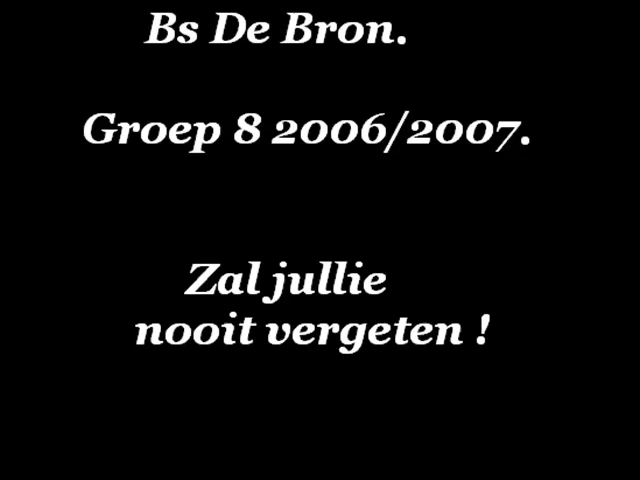 Bs De Bron.
Groep 8 2006/2007.
Zal jullie
nooit vergeten !